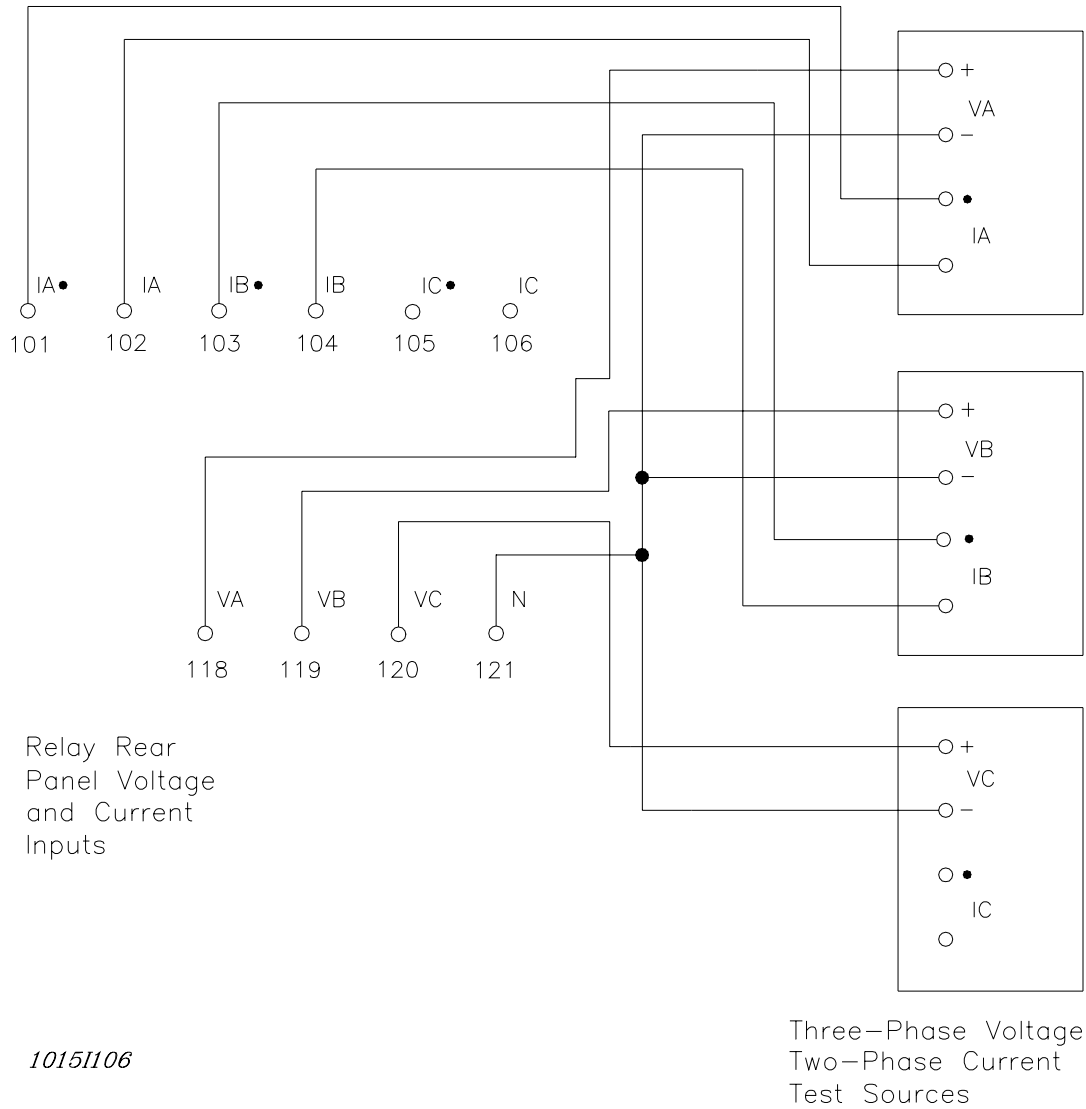 +
VA
−
•
IA
IA• IA IB• IB IC• IC
101 102 103 104 105 106
+
VB
−
•
IB
VA VB VC N
118 119 120 121
Relay Rear
Panel Voltage
and Current
Inputs
+
VC
−
•
IC
Three−Phase Voltage
Two−Phase Current
Test Sources
1015I106